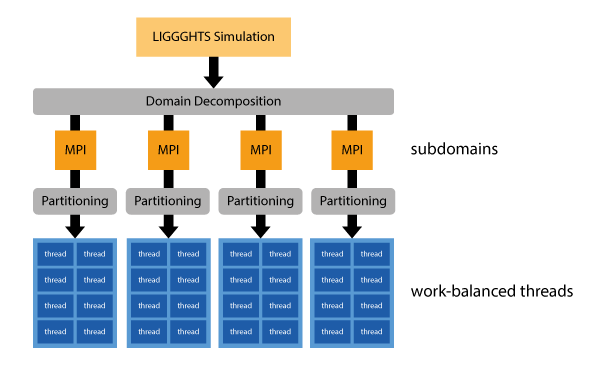 LIGGGHTS Simulation
Domain Decomposition
MPI MPI MPI MPI
subdomains
Partitioning Partitioning Partitioning Partitioning
thread thread thread thread thread thread thread thread
thread thread thread thread thread thread thread thread
work-balanced threads
thread thread thread thread thread thread thread thread
thread thread thread thread thread thread thread thread